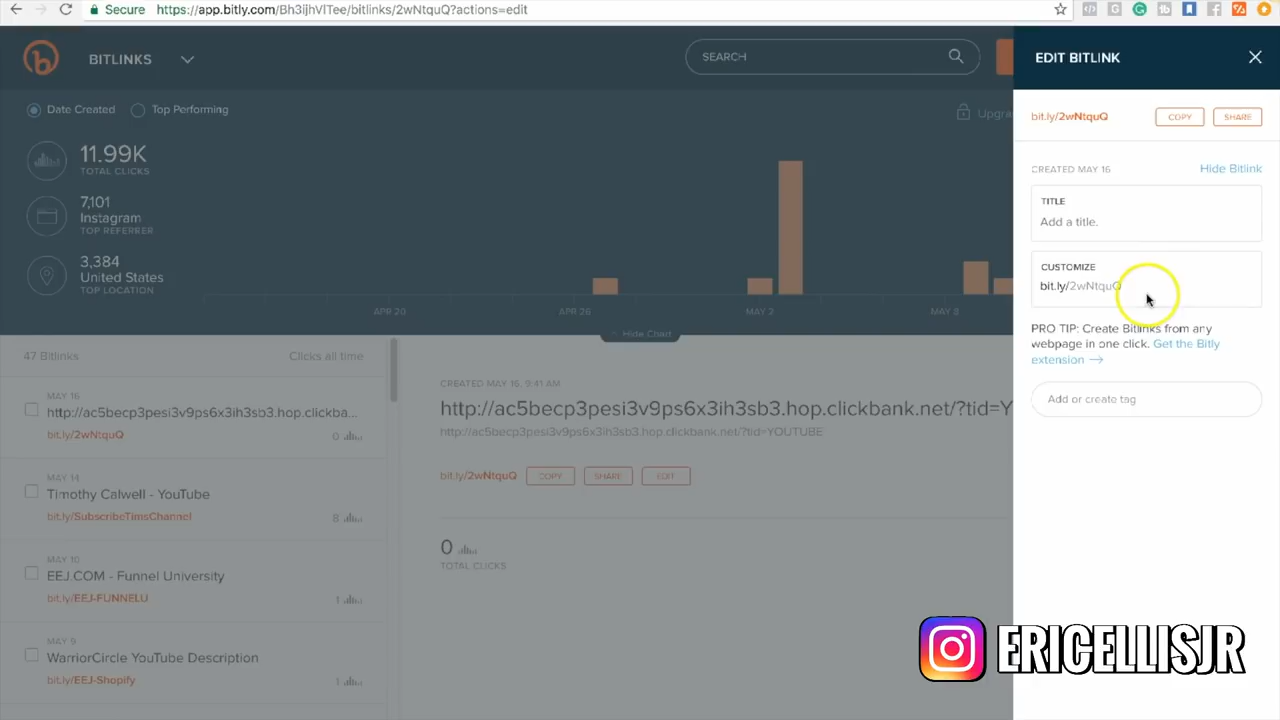 Secure https://app.bitly.com/Bh3ijhVlTee/bitlinks/2wNtquQ?actions=edit
BITLINKS
SEARCH
EDIT BITLINK
Date Created
Top Performing
11.99K
TOTAL CLICKS
7,101
Instagram
TOP REFERRER
3,384
United States
TOP LOCATION
APR 20
APR 26
MAY 2
MAY 8
Hide Chart
47 Bitlinks
Clicks all time
MAY 16
http://ac5becp3pesi3v9ps6x3ih3sb3.hop.clickba...
bit.ly/2wNtquQ
0
MAY 14
Timothy Calwell - YouTube
bit.ly/SubscribeTimsChannel
8
MAY 10
EEJ.COM - Funnel University
bit.ly/EEJ-FUNNELU
1
MAY 9
WarriorCircle YouTube Description
bit.ly/EEJ-Shopify
1
CREATED MAY 16, 9:41 AM
http://ac5becp3pesi3v9ps6x3ih3sb3.hop.clickbank.net/?tid=Y
http://ac5becp3pesi3v9ps6x3ih3sb3.hop.clickbank.net/?tid=YOUTUBE
bit.ly/2wNtquQ COPY SHARE EDIT
0
TOTAL CLICKS
bit.ly/2wNtquQ COPY SHARE
CREATED MAY 16 Hide Bitlink
TITLE
Add a title.
CUSTOMIZE
bit.ly/2wNtquQ
PRO TIP: Create Bitlinks from any
webpage in one click. Get the Bitly
extension →
Add or create tag
ERICELLISJR